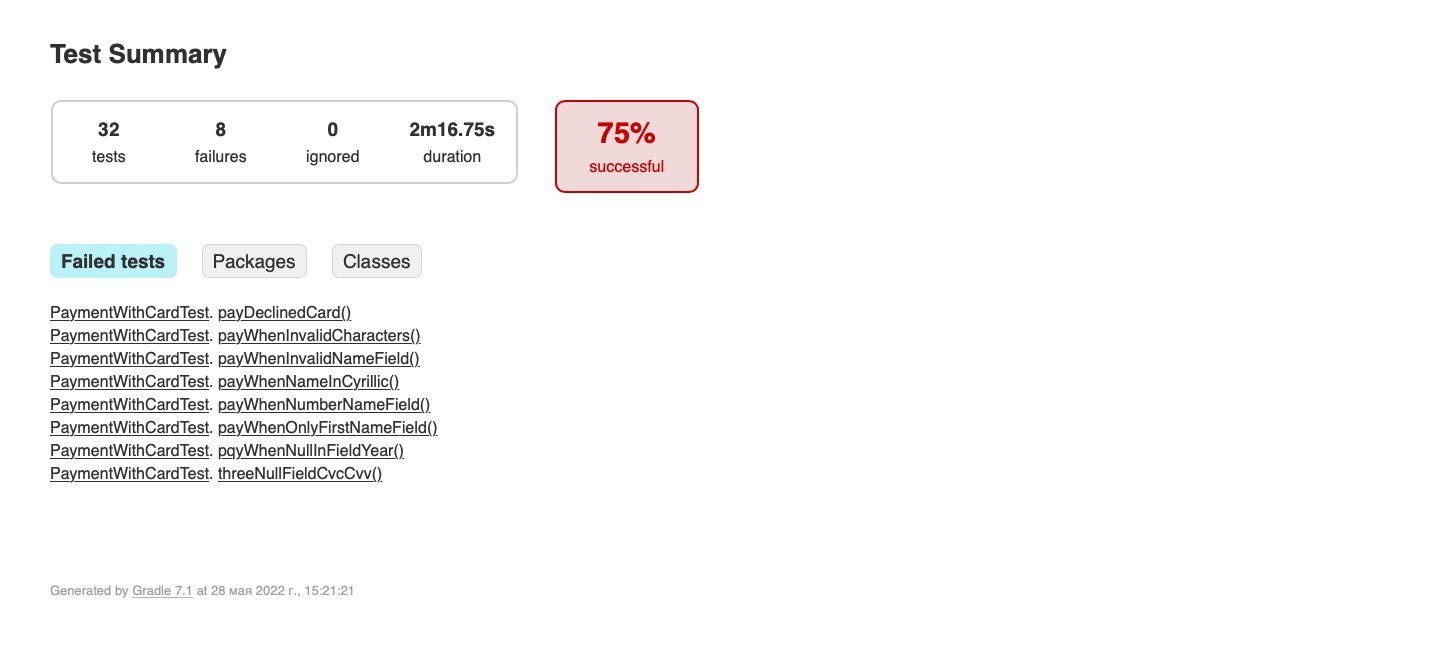 Test Summary
32 8 0 2m16.75s
tests failures ignored duration
75%
successful
Failed tests Packages Classes
PaymentWithCardTest. payDeclinedCard()
PaymentWithCardTest. payWhenInvalidCharacters()
PaymentWithCardTest. payWhenInvalidNameField()
PaymentWithCardTest. payWhenNameInCyrillic()
PaymentWithCardTest. payWhenNumberNameField()
PaymentWithCardTest. payWhenOnlyFirstNameField()
PaymentWithCardTest. pqyWhenNullInFieldYear()
PaymentWithCardTest. threeNullFieldCvcCvv()
Generated by Gradle 7.1 at 28 мая 2022 г., 15:21:21